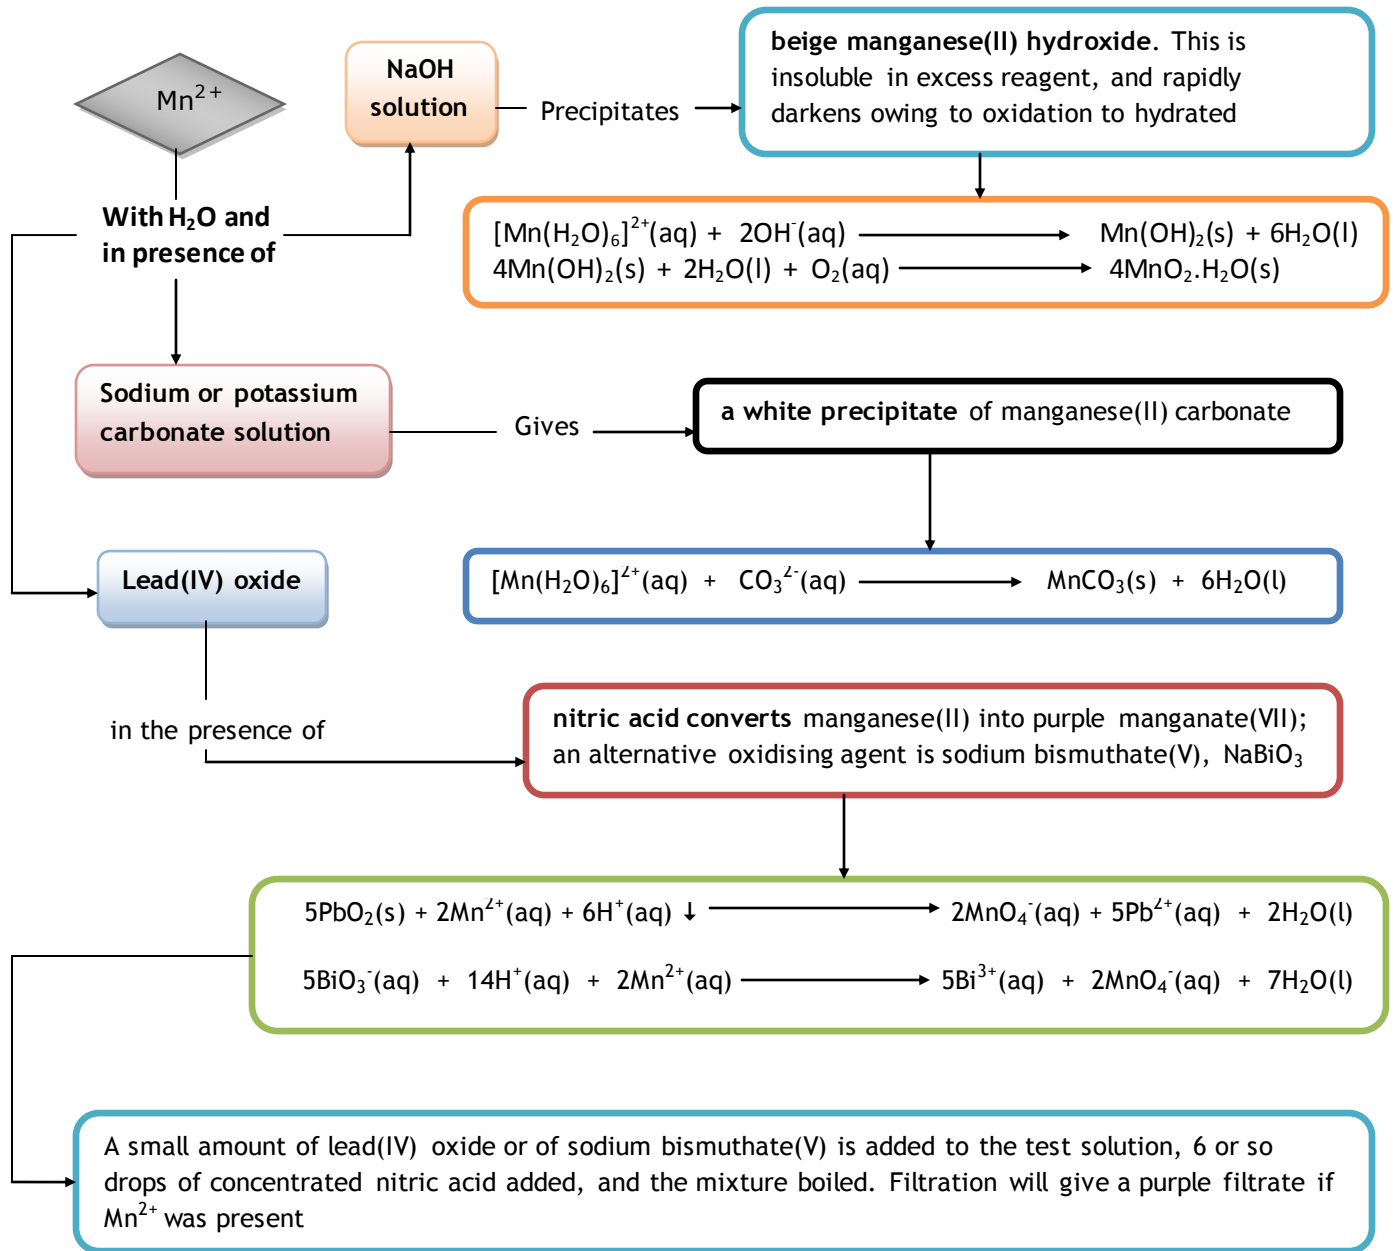 Mn²⁺
NaOH
solution
Precipitates
beige manganese(II) hydroxide. This is
insoluble in excess reagent, and rapidly
darkens owing to oxidation to hydrated
With H₂O and
in presence of
[Mn(H₂O)₆]²⁺(aq) + 2OH⁻(aq) ⟶ Mn(OH)₂(s) + 6H₂O(l)
4Mn(OH)₂(s) + 2H₂O(l) + O₂(aq) ⟶ 4MnO₂.H₂O(s)
Sodium or potassium
carbonate solution
Gives
a white precipitate of manganese(II) carbonate
Lead(IV) oxide
[Mn(H₂O)₆]²⁺(aq) + CO₃²⁻(aq) ⟶ MnCO₃(s) + 6H₂O(l)
in the presence of
nitric acid converts manganese(II) into purple manganate(VII);
an alternative oxidising agent is sodium bismuthate(V), NaBiO₃
5PbO₂(s) + 2Mn²⁺(aq) + 6H⁺(aq) ↓ ⟶ 2MnO₄⁻(aq) + 5Pb²⁺(aq) + 2H₂O(l)
5BiO₃⁻(aq) + 14H⁺(aq) + 2Mn²⁺(aq) ⟶ 5Bi³⁺(aq) + 2MnO₄⁻(aq) + 7H₂O(l)
A small amount of lead(IV) oxide or of sodium bismuthate(V) is added to the test solution, 6 or so
drops of concentrated nitric acid added, and the mixture boiled. Filtration will give a purple filtrate if
Mn²⁺ was present